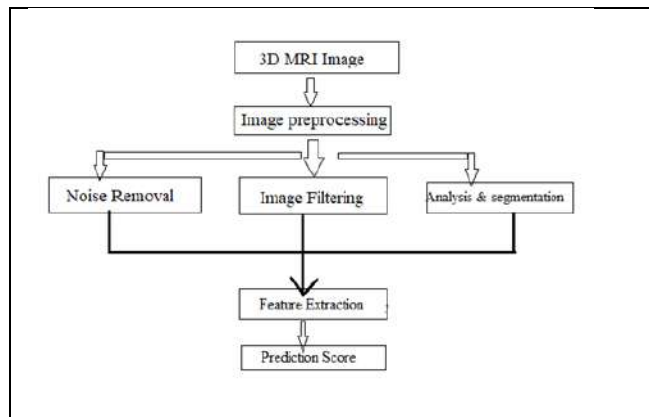 3D MRI Image
Image preprocessing
Noise Removal
Image Filtering
Analysis & segmentation
Feature Extraction
Prediction Score